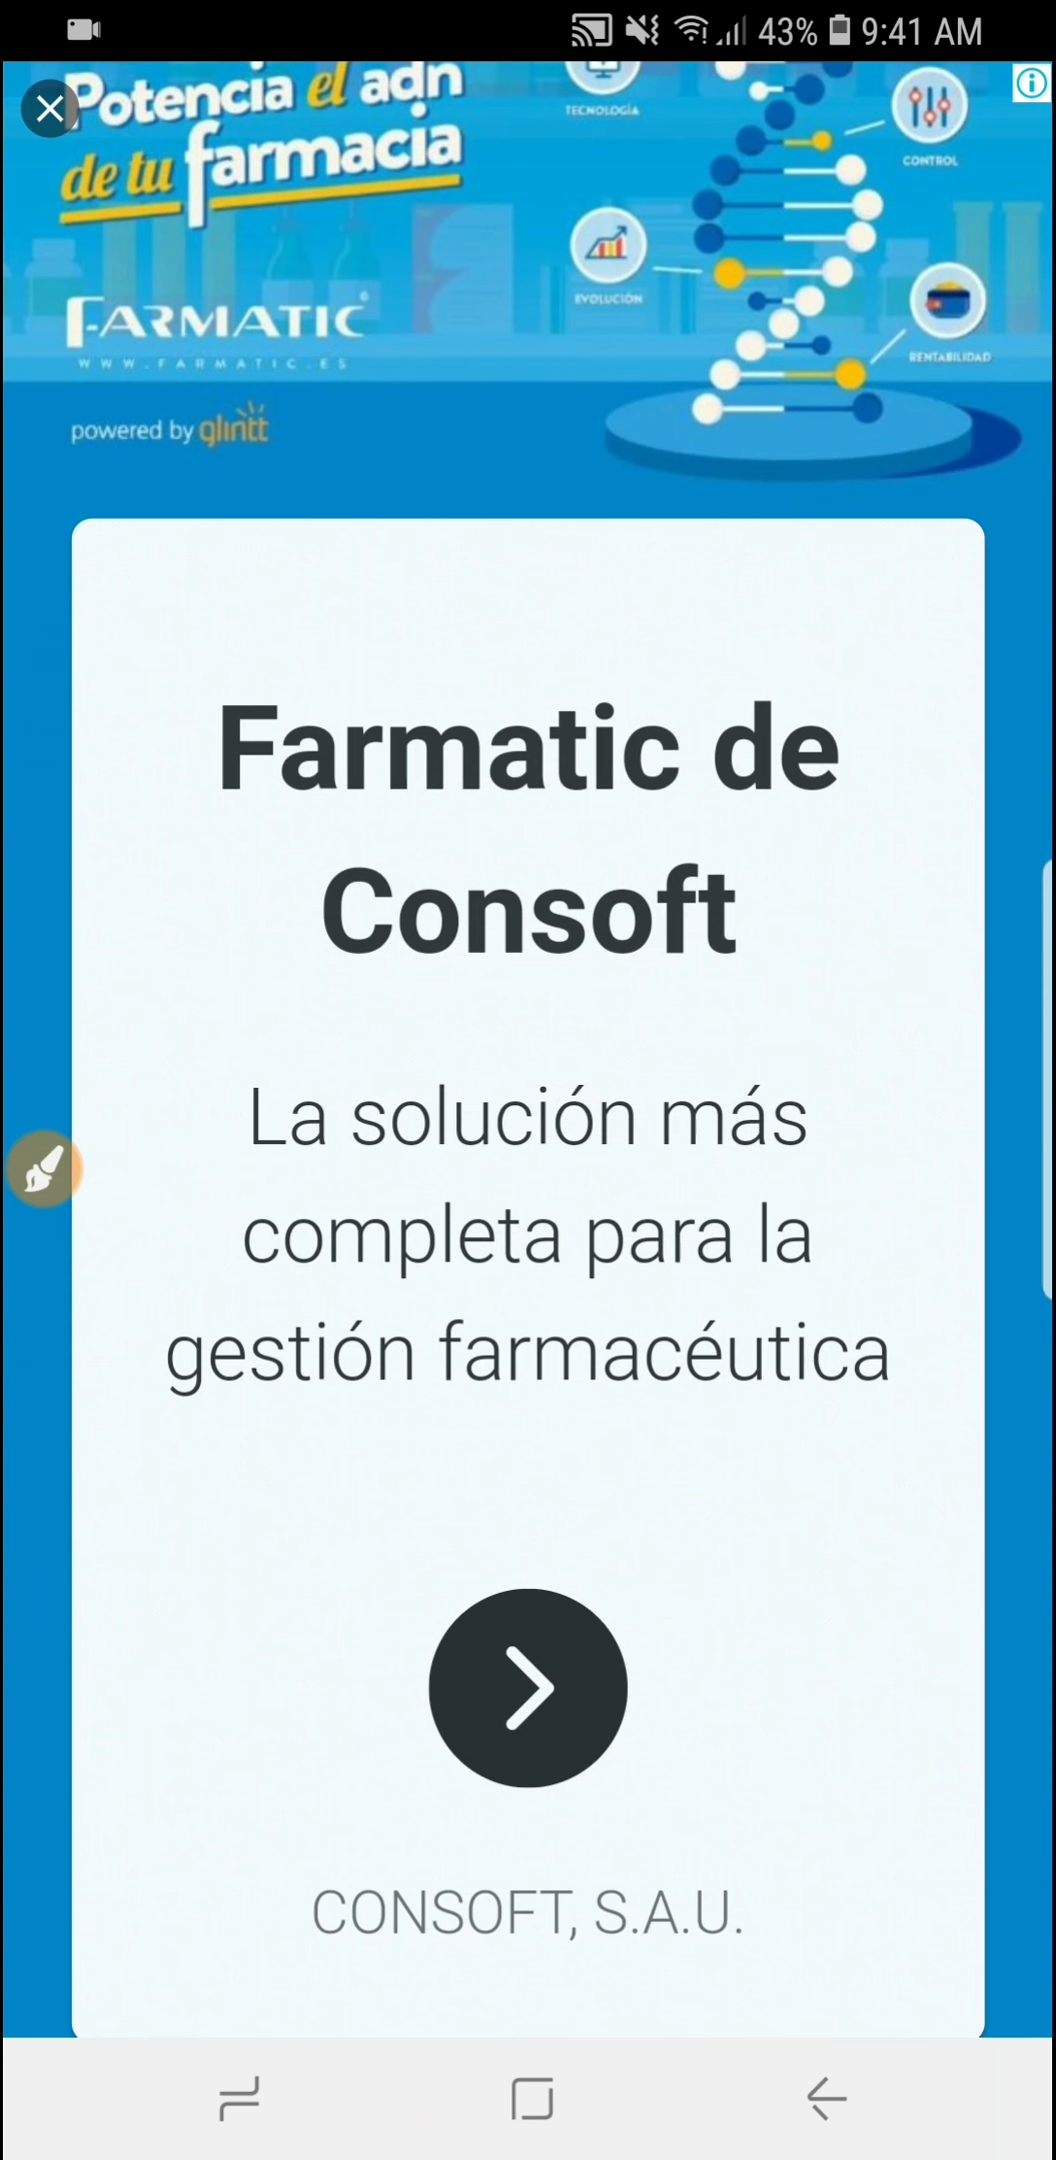 43% 9:41 AM
Potencia el adn
de tu farmacia
TECNOLOGÍA
CONTROL
EVOLUCIÓN
FARMATIC®
WWW.FARMATIC.ES
RENTABILIDAD
powered by glintt
Farmatic de
Consoft
La solución más
completa para la
gestión farmacéutica
CONSOFT, S.A.U.